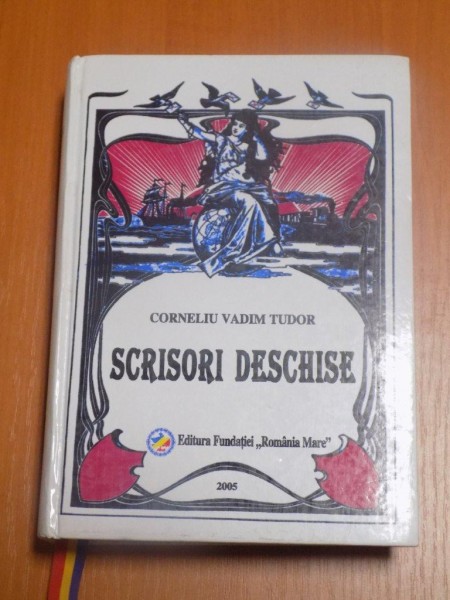 CORNELIU VADIM TUDOR
SCRISORI DESCHISE
Editura Fundației „România Mare”
2005